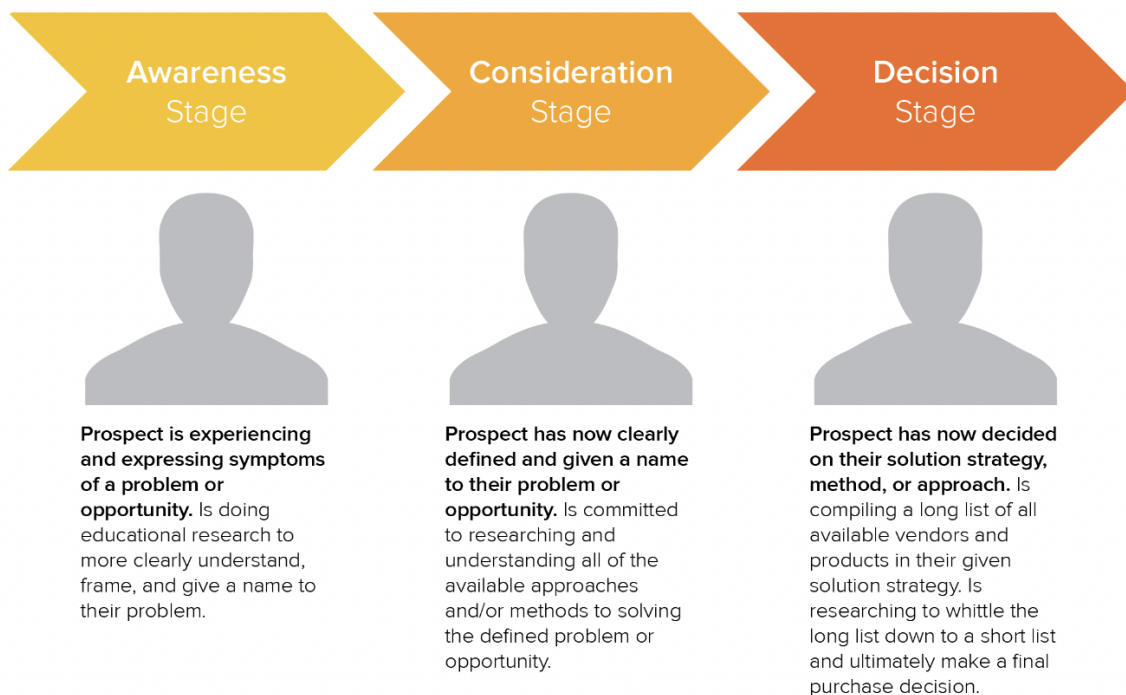 Awareness
Stage
Consideration
Stage
Decision
Stage
Prospect is experiencing
and expressing symptoms
of a problem or
opportunity. Is doing
educational research to
more clearly understand,
frame, and give a name to
their problem.
Prospect has now clearly
defined and given a name
to their problem or
opportunity. Is committed
to researching and
understanding all of the
available approaches
and/or methods to solving
the defined problem or
opportunity.
Prospect has now decided
on their solution strategy,
method, or approach. Is
compiling a long list of all
available vendors and
products in their given
solution strategy. Is
researching to whittle the
long list down to a short list
and ultimately make a final
purchase decision.